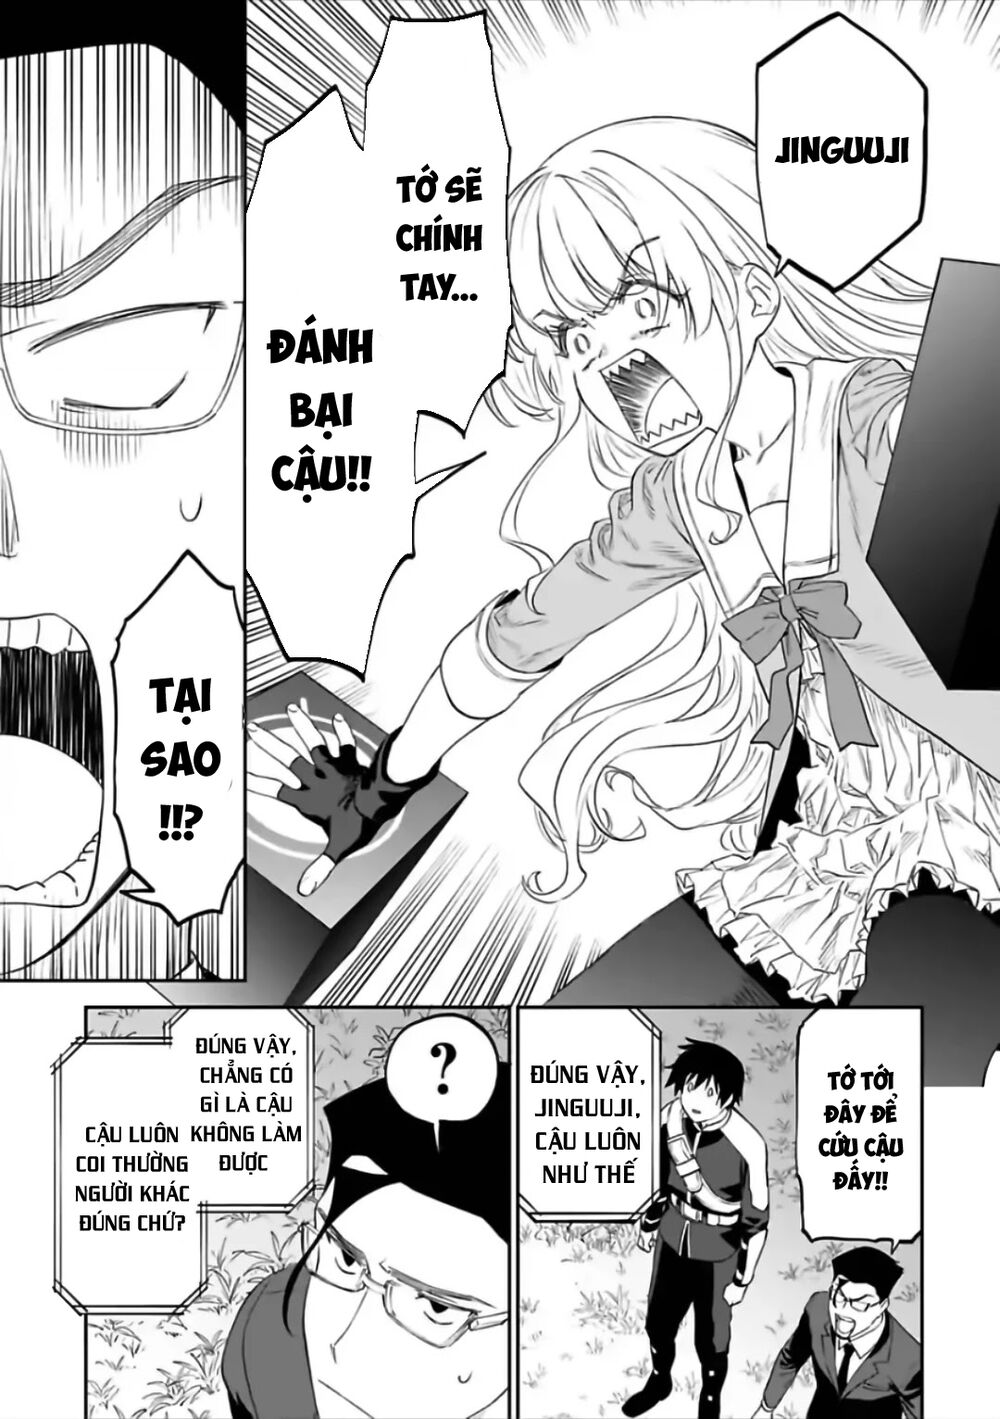 JINGUUJI
TỚ SẼ
CHÍNH
TAY...
ĐÁNH
BẠI
CẬU!!
TẠI
SAO
!!?
TỚ TỚI
ĐÂY ĐỂ
CỨU CẬU
ĐẤY!!
ĐÚNG VẬY,
JINGUUJI,
CẬU LUÔN
NHƯ THẾ
?
ĐÚNG VẬY,
CHẲNG CÓ
GÌ LÀ CẬU
KHÔNG LÀM
ĐƯỢC
CẬU LUÔN
COI THƯỜNG
NGƯỜI KHÁC
ĐÚNG CHỨ?